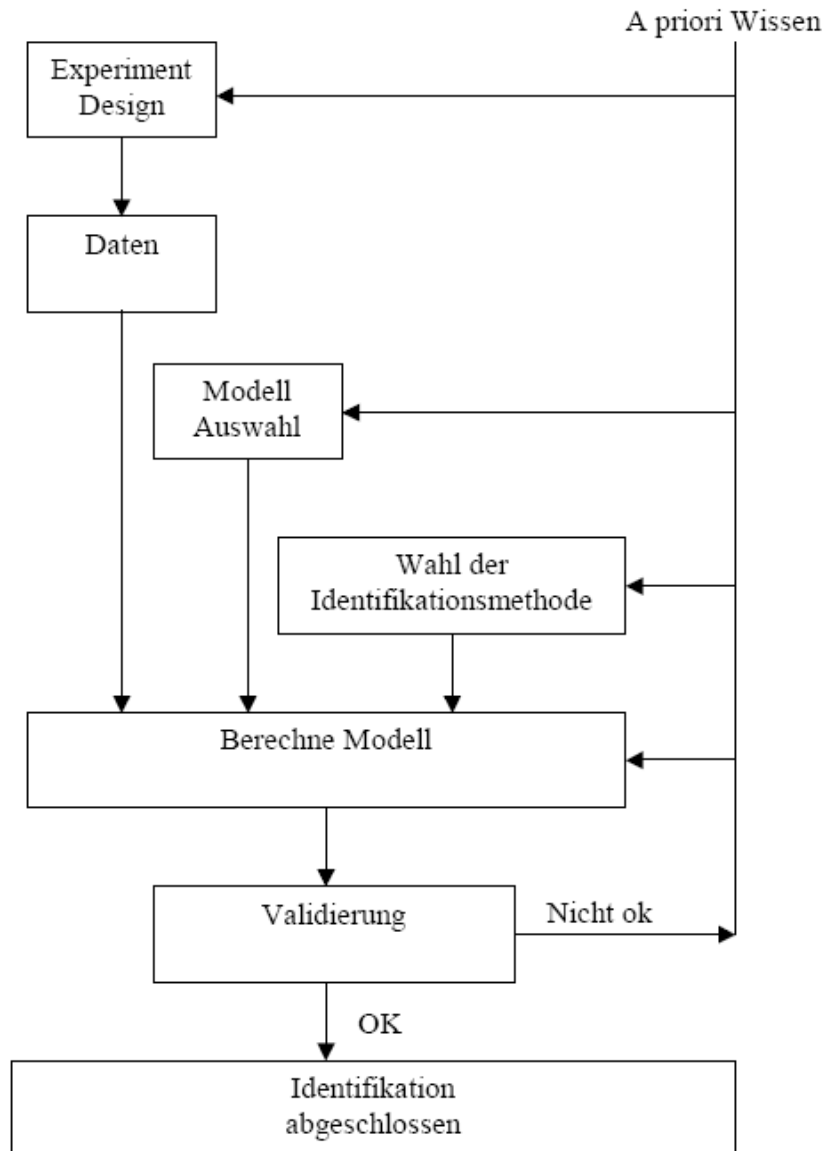 A priori Wissen
Experiment
Design
Daten
Modell
Auswahl
Wahl der
Identifikationsmethode
Berechne Modell
Validierung
Nicht ok
OK
Identifikation
abgeschlossen